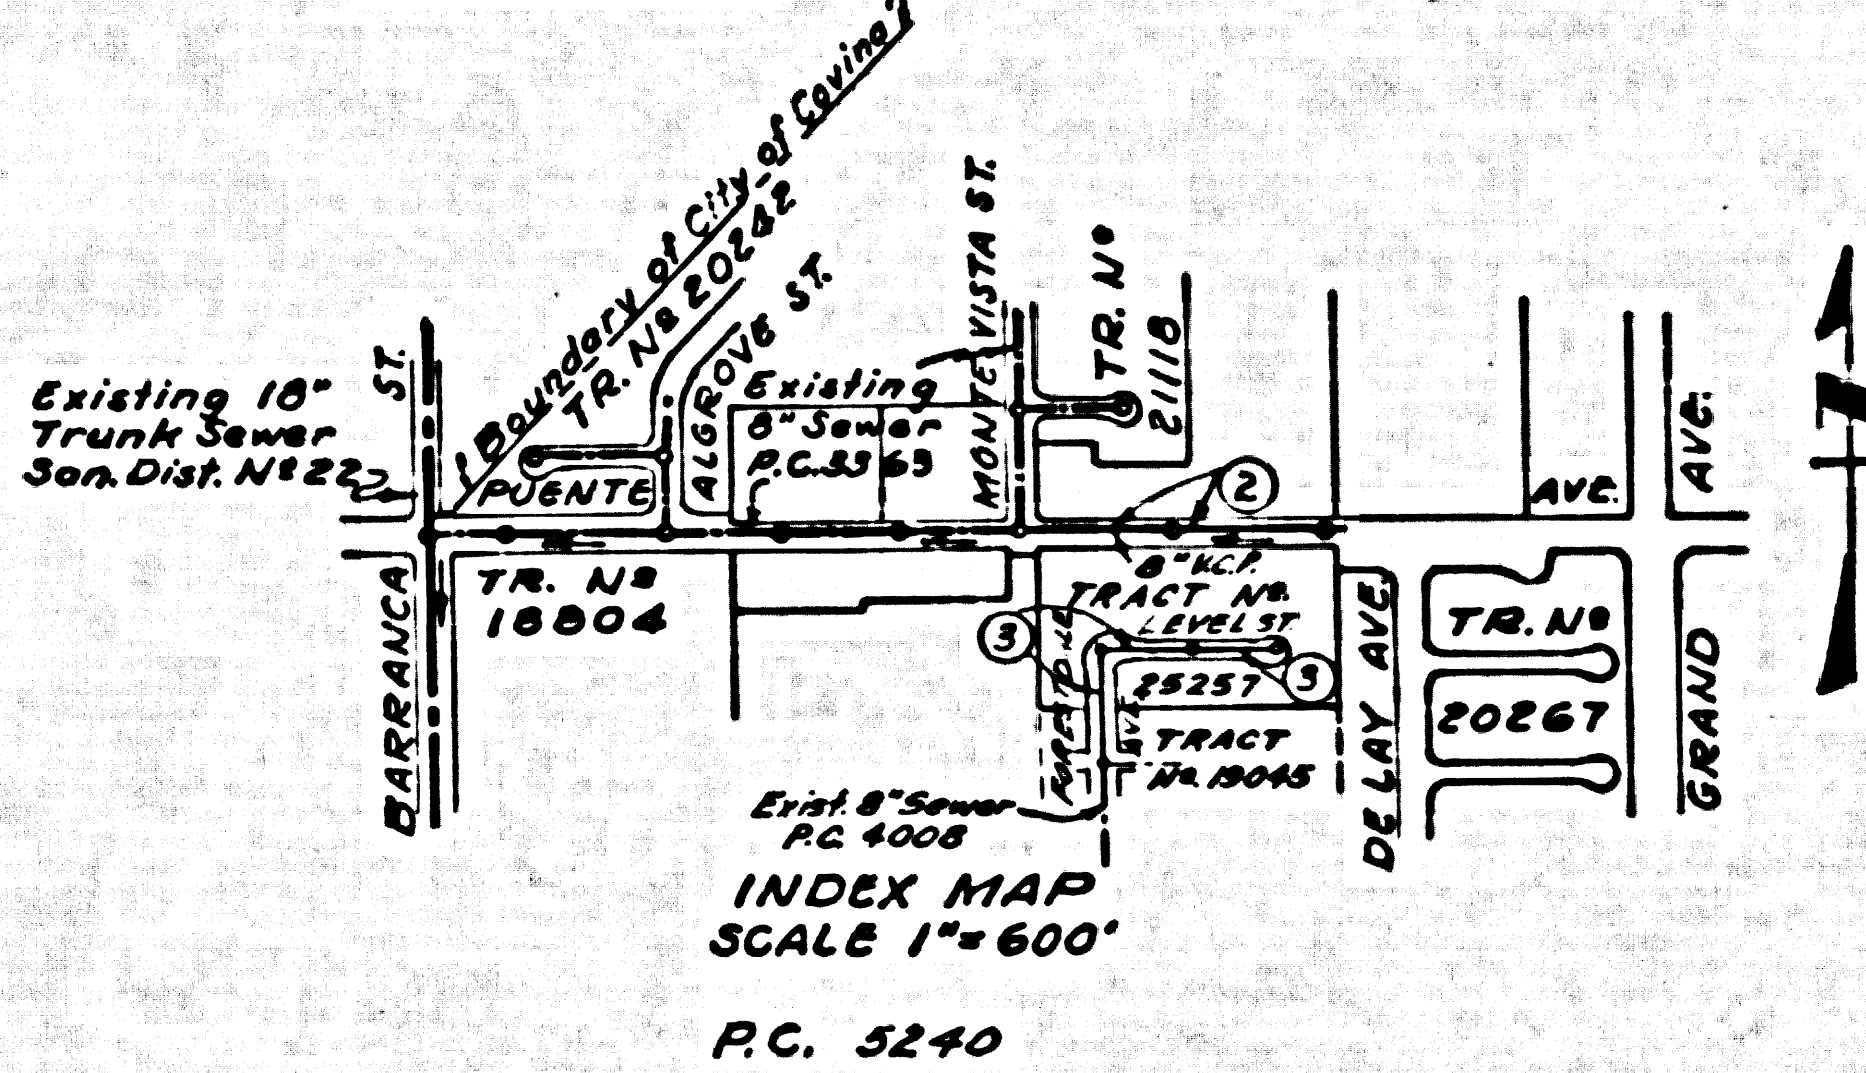 Boundary of City of Covina
TR. Nº 20242
ALGROVE ST.
MONTE VISTA ST.
TR. Nº
21118
Existing 18"
Trunk Sewer
San. Dist. Nº 22
BARRANCA ST.
Existing
8" Sewer
P.C. 3363
PUENTE AVE.
2
8" V.C.P.
TR. Nº
18804
TRACT Nº
LEVEL ST.
25257
3
3
AVE.
TRACT
Nº 19045
DE LAY AVE.
TR. Nº
20267
GRAND AVE.
Exist. 8" Sewer
P.C. 4008
INDEX MAP
SCALE 1"=600'
P.C. 5240